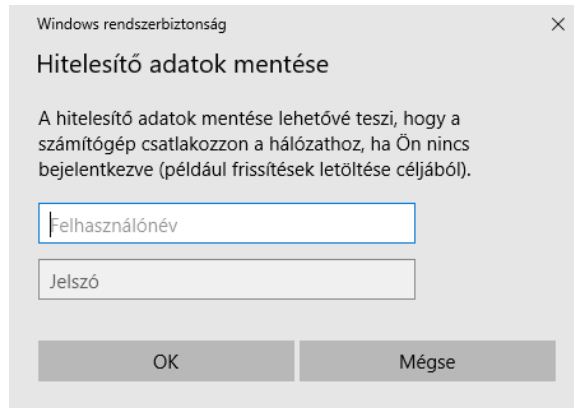 Windows rendszerbiztonság
Hitelesítő adatok mentése
A hitelesítő adatok mentése lehetővé teszi, hogy a
számítógép csatlakozzon a hálózathoz, ha Ön nincs
bejelentkezve (például frissítések letöltése céljából).
Felhasználónév
Jelszó
OK Mégse